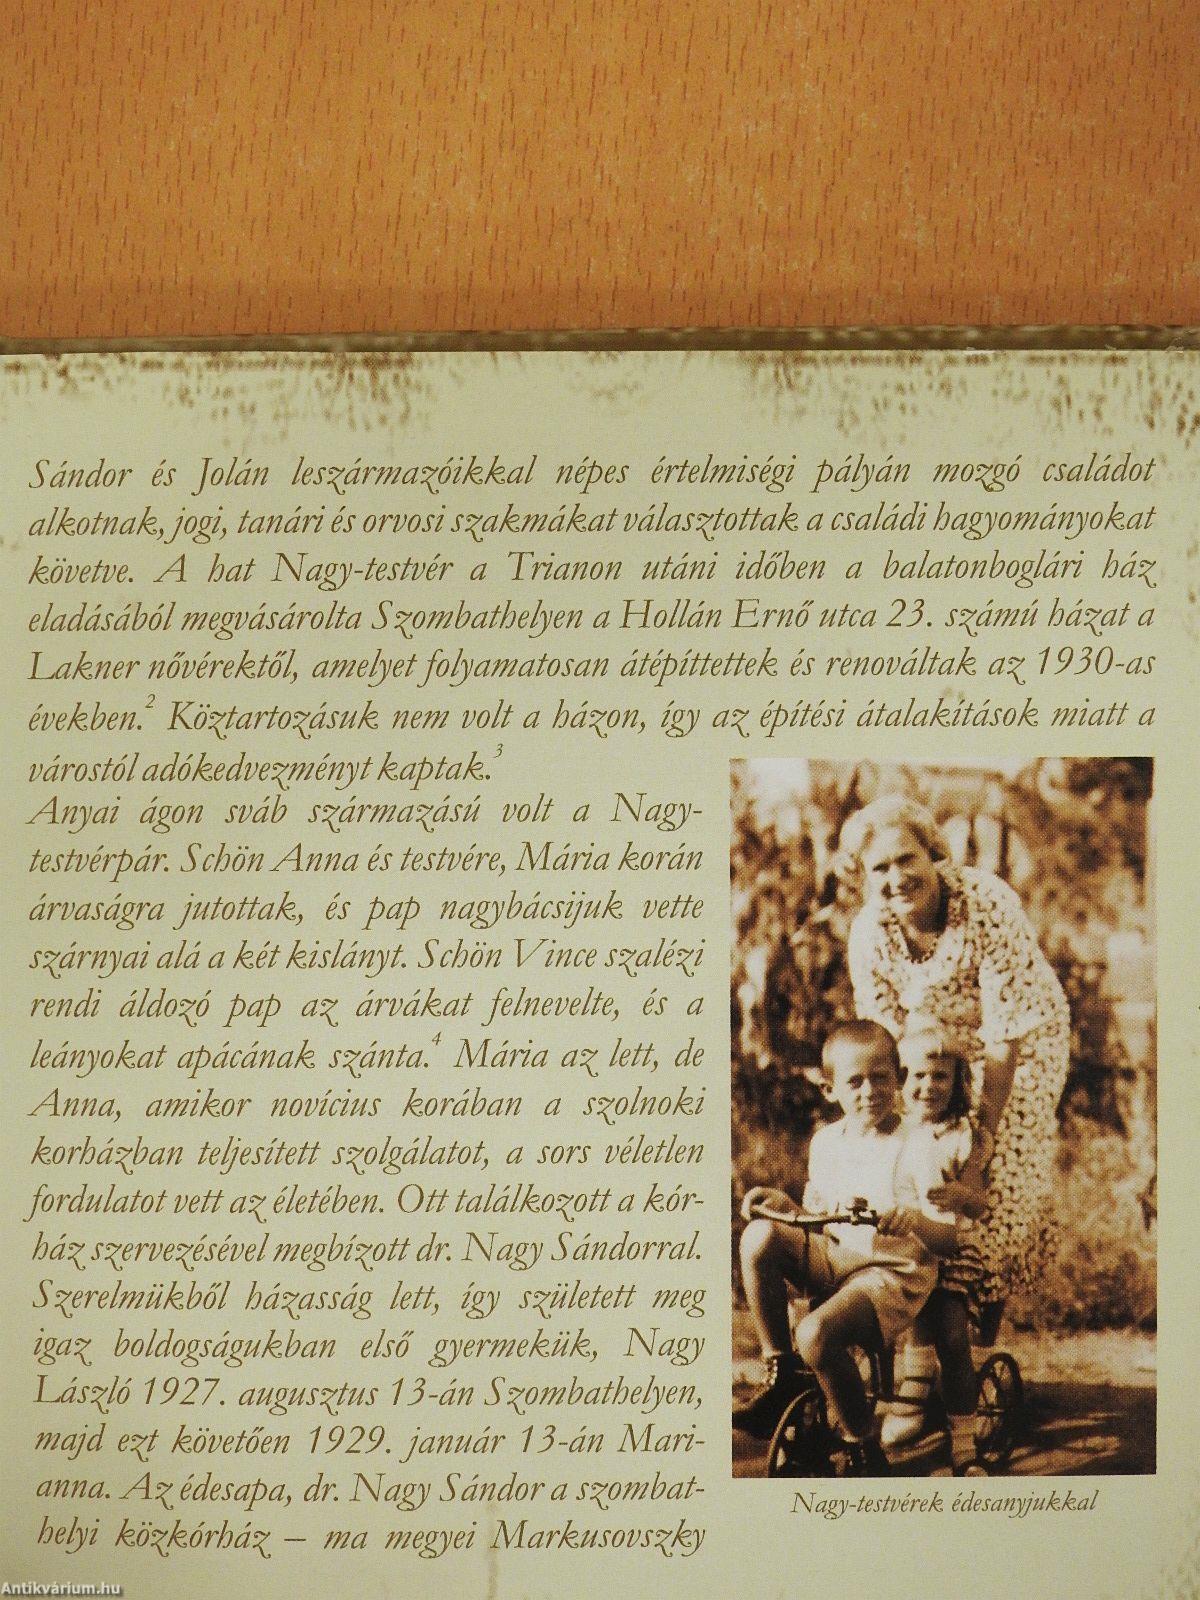 Sándor és Jolán leszármazóikkal népes értelmiségi pályán mozgó családot
alkotnak, jogi, tanári és orvosi szakmákat választottak a családi hagyományokat
követve. A hat Nagy-testvér a Trianon utáni időben a balatonboglári ház
eladásából megvásárolta Szombathelyen a Hollán Ernő utca 23. számú házat a
Lakner nővérektől, amelyet folyamatosan átépíttettek és renováltak az 1930-as
években.2 Köztartozásuk nem volt a házon, így az építési átalakítások miatt a
várostól adókedvezményt kaptak.3
Anyai ágon sváb származású volt a Nagy-
testvérpár. Schön Anna és testvére, Mária korán
árvaságra jutottak, és pap nagybácsijuk vette
szárnyai alá a két kislányt. Schön Vince szalézi
rendi áldozó pap az árvákat felnevelte, és a
leányokat apácának szánta.4 Mária az lett, de
Anna, amikor novícius korában a szolnoki
korházban teljesített szolgálatot, a sors véletlen
fordulatot vett az életében. Ott találkozott a kór-
ház szervezésével megbízott dr. Nagy Sándorral.
Szerelmükből házasság lett, így született meg
igaz boldogságukban első gyermekük, Nagy
László 1927. augusztus 13-án Szombathelyen,
majd ezt követően 1929. január 13-án Mari-
anna. Az édesapa, dr. Nagy Sándor a szombat-
helyi közkórház – ma megyei Markusovszky
Nagy-testvérek édesanyjukkal
Antikvárium.hu